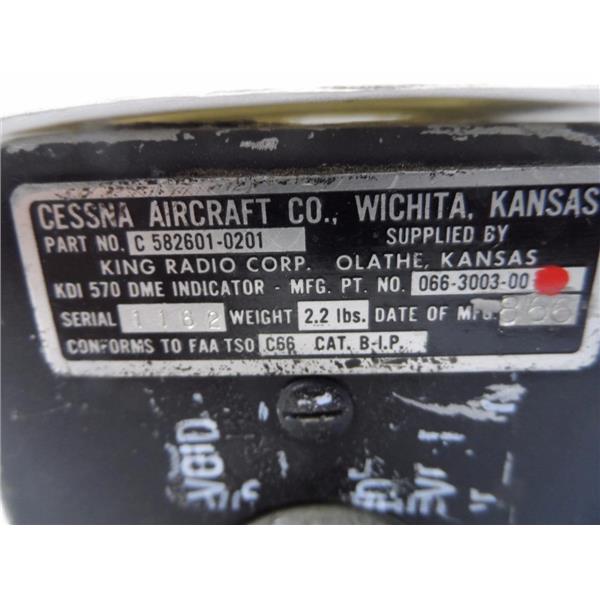 CESSNA AIRCRAFT CO., WICHITA, KANSAS
PART NO. C 582601-0201 SUPPLIED BY
KING RADIO CORP. OLATHE, KANSAS
KDI 570 DME INDICATOR - MFG. PT. NO. 066-3003-00
SERIAL 1162 WEIGHT 2.2 lbs. DATE OF MFG. 866
CONFORMS TO FAA TSO C66 CAT. B-I.P.
VOID